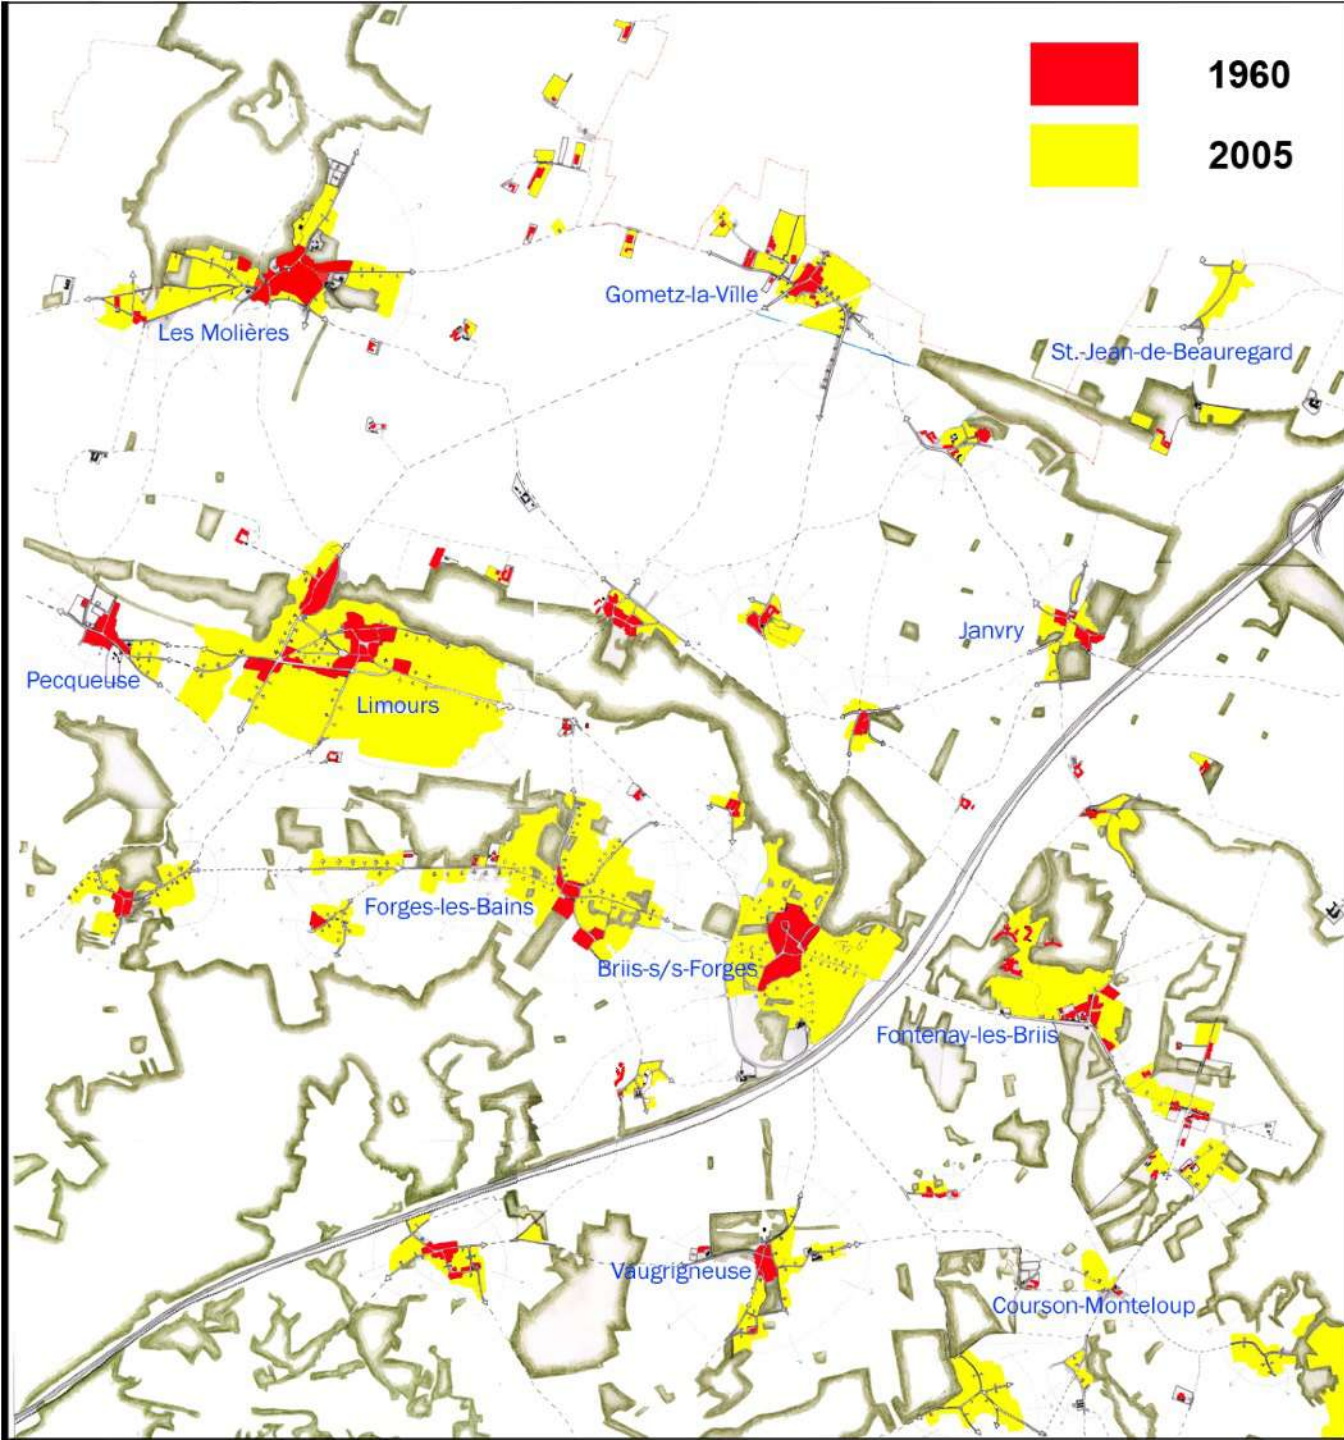 1960
2005
Gometz-la-Ville
Les Molières
St.-Jean-de-Beauregard
Janvry
Pecqueuse
Limours
Forges-les-Bains
Briis-s/s-Forges
Fontenay-les-Briis
Vaugrigneuse
Courson-Monteloup